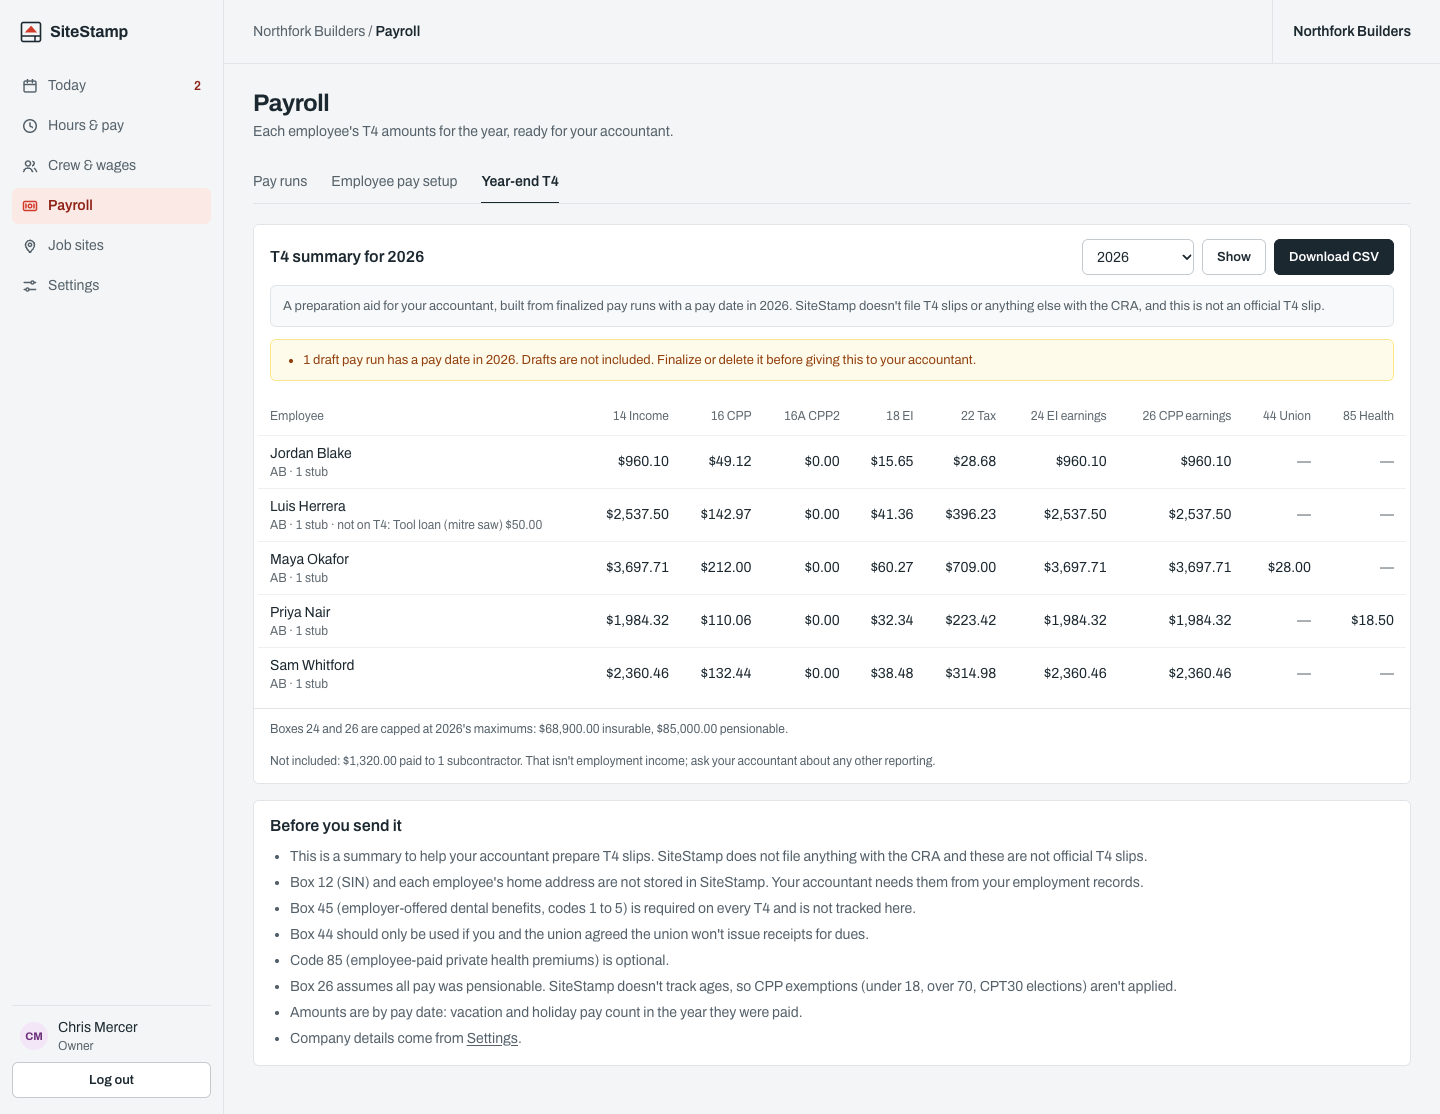 SiteStamp
Northfork Builders / Payroll
Northfork Builders
Today 2
Hours & pay
Crew & wages
Payroll
Job sites
Settings
Payroll
Each employee's T4 amounts for the year, ready for your accountant.
Pay runs Employee pay setup Year-end T4
T4 summary for 2026
2026 Show Download CSV
A preparation aid for your accountant, built from finalized pay runs with a pay date in 2026. SiteStamp doesn't file T4 slips or anything else with the CRA, and this is not an official T4 slip.
• 1 draft pay run has a pay date in 2026. Drafts are not included. Finalize or delete it before giving this to your accountant.
Employee 14 Income 16 CPP 16A CPP2 18 EI 22 Tax 24 EI earnings 26 CPP earnings 44 Union 85 Health
Jordan Blake
AB · 1 stub
$960.10 $49.12 $0.00 $15.65 $28.68 $960.10 $960.10 — —
Luis Herrera
AB · 1 stub · not on T4: Tool loan (mitre saw) $50.00
$2,537.50 $142.97 $0.00 $41.36 $396.23 $2,537.50 $2,537.50 — —
Maya Okafor
AB · 1 stub
$3,697.71 $212.00 $0.00 $60.27 $709.00 $3,697.71 $3,697.71 $28.00 —
Priya Nair
AB · 1 stub
$1,984.32 $110.06 $0.00 $32.34 $223.42 $1,984.32 $1,984.32 — $18.50
Sam Whitford
AB · 1 stub
$2,360.46 $132.44 $0.00 $38.48 $314.98 $2,360.46 $2,360.46 — —
Boxes 24 and 26 are capped at 2026's maximums: $68,900.00 insurable, $85,000.00 pensionable.
Not included: $1,320.00 paid to 1 subcontractor. That isn't employment income; ask your accountant about any other reporting.
Before you send it
• This is a summary to help your accountant prepare T4 slips. SiteStamp does not file anything with the CRA and these are not official T4 slips.
• Box 12 (SIN) and each employee's home address are not stored in SiteStamp. Your accountant needs them from your employment records.
• Box 45 (employer-offered dental benefits, codes 1 to 5) is required on every T4 and is not tracked here.
• Box 44 should only be used if you and the union agreed the union won't issue receipts for dues.
• Code 85 (employee-paid private health premiums) is optional.
• Box 26 assumes all pay was pensionable. SiteStamp doesn't track ages, so CPP exemptions (under 18, over 70, CPT30 elections) aren't applied.
• Amounts are by pay date: vacation and holiday pay count in the year they were paid.
• Company details come from Settings.
CM
Chris Mercer
Owner
Log out